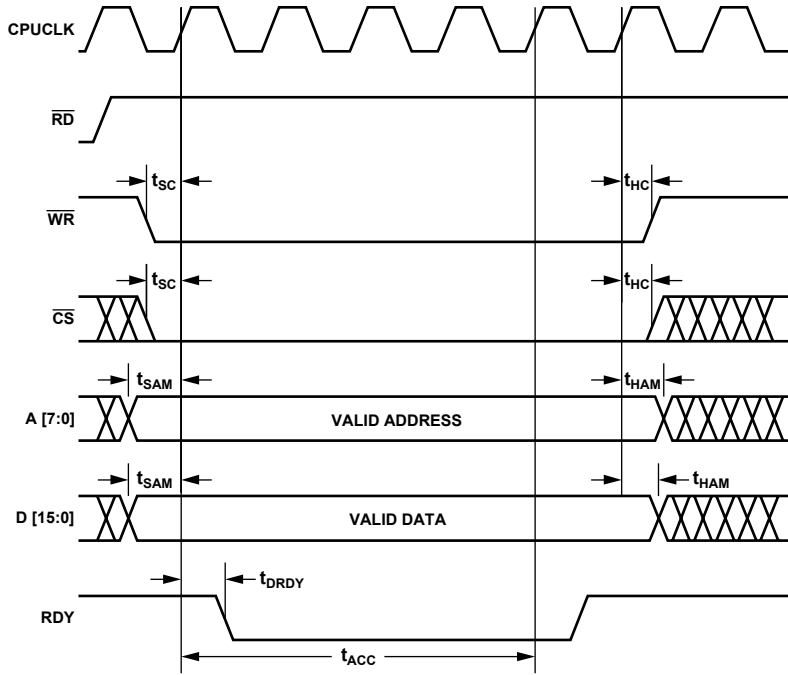 CPUCLK
RD
tSC
tHC
WR
tSC
tHC
CS
tSAM
tHAM
A [7:0]
VALID ADDRESS
tSAM
tHAM
D [15:0]
VALID DATA
tDRDY
RDY
tACC